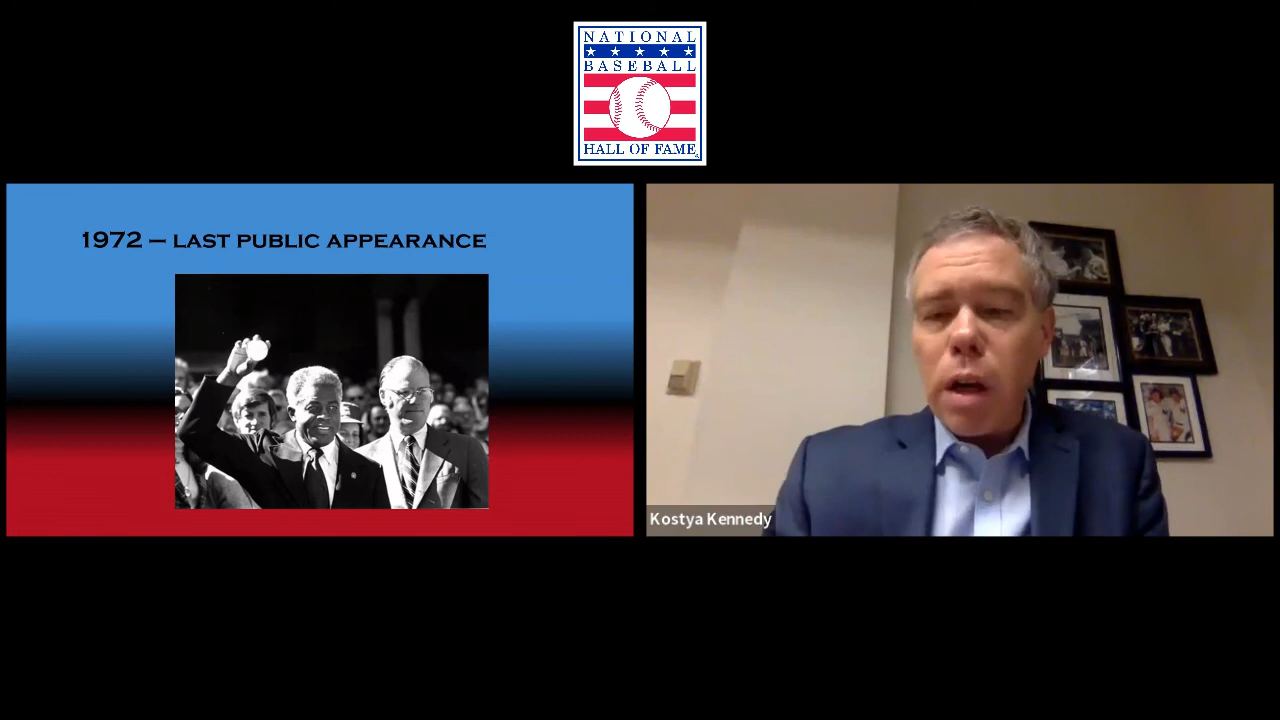 NATIONAL
BASEBALL
HALL OF FAME
1972 – LAST PUBLIC APPEARANCE
Kostya Kennedy